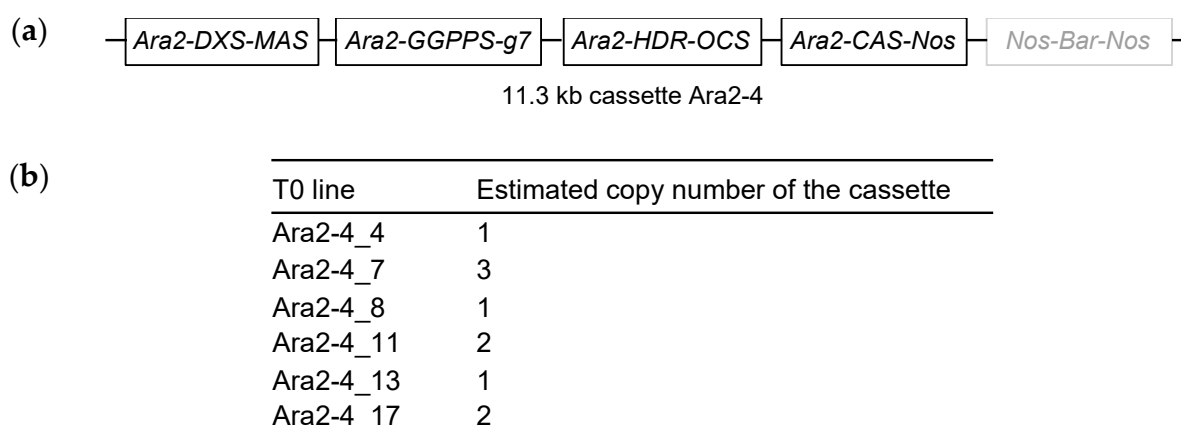 (a) Ara2-DXS-MAS Ara2-GGPPS-g7 Ara2-HDR-OCS Ara2-CAS-Nos Nos-Bar-Nos
11.3 kb cassette Ara2-4
(b)
T0 line Estimated copy number of the cassette
Ara2-4_4 1
Ara2-4_7 3
Ara2-4_8 1
Ara2-4_11 2
Ara2-4_13 1
Ara2-4_17 2